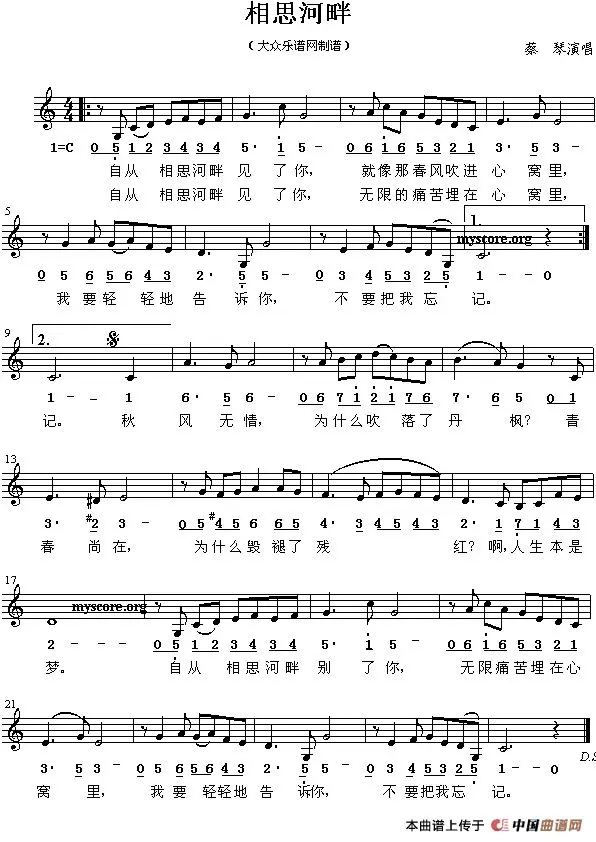 相思河畔
（大众乐谱网制谱）
蔡 琴演唱
4/4
1=C 0 5 1 2 3 4 3 4 5· 1 5 - 0 6 1 6 5 3 2 1 3· 5 3 -
自从 相思河畔 见 了你， 就像那春风吹进 心 窝里，
自从 相思河畔 见 了你， 无限的痛苦埋在 心 窝里，
5 1.
myscore.org
0 5 6 5 6 5 4 3 2· 5 5 - 0 3 4 5 3 2 5 1 - - 0
我要轻 轻地 告 诉你， 不 要把我忘 记。
9 2.
1 - - 1 6· 5 6 - 0 6 7 1 2 1 7 6 7· 6 5 0 1
记。 秋 风 无情， 为什么吹 落了丹 枫？ 青
13
3· #2 3 - 0 5 #4 5 6 5 6 5 4· 3 4 5 4 3 2· 1 7 1 4 3
春 尚在， 为什么毁 褪了残 红？啊，人生本是
17
myscore.org
2 - - - 0 5 1 2 3 4 3 4 5· 1 5 - 0 6 1 6 5 3 2 1
梦。 自从 相思河畔 别 了你， 无限痛苦埋在心
21
D.S
3· 5 3 - 0 5 5 6 4 3 2· 5 5 - 0 3 4 3 2 5 1 - - 0
窝 里， 我 要 轻轻地 告 诉你， 不 要把我忘 记。
本曲谱上传于 中国曲谱网